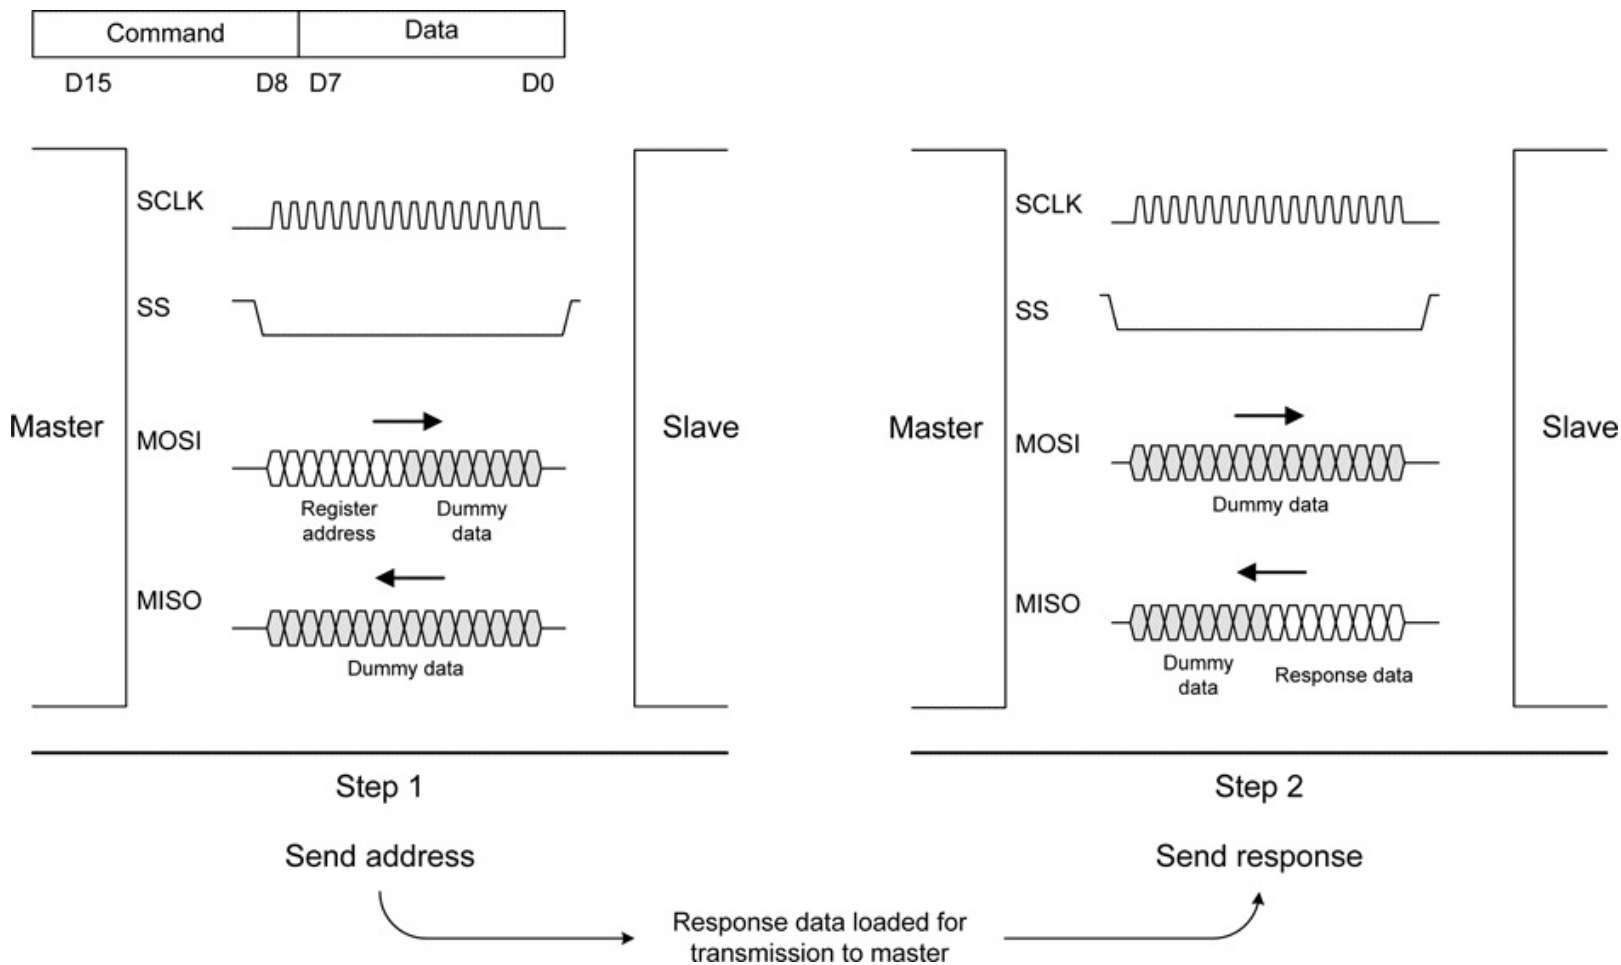 Command Data
D15 D8 D7 D0
Master
SCLK
SS
MOSI
Register
address
Dummy
data
MISO
Dummy data
Slave
Step 1
Send address
Master
SCLK
SS
MOSI
Dummy data
MISO
Dummy
data
Response data
Slave
Step 2
Send response
Response data loaded for
transmission to master